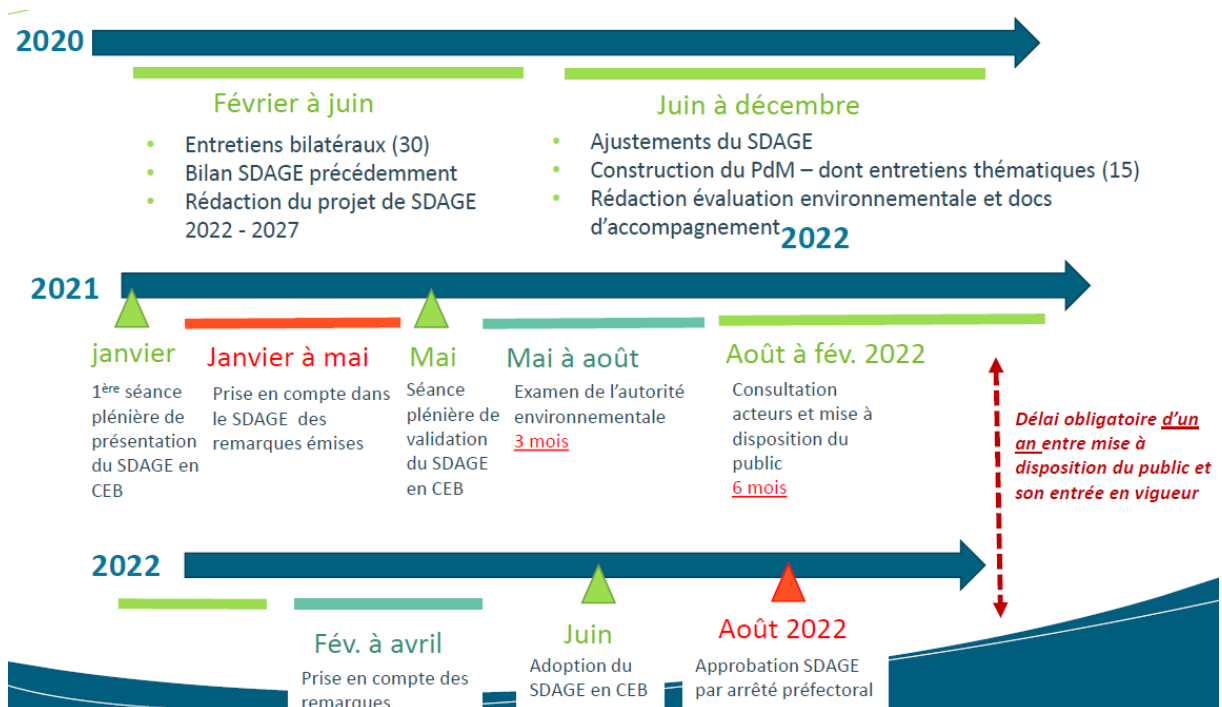 2020
Février à juin
• Entretiens bilatéraux (30)
• Bilan SDAGE précédemment
• Rédaction du projet de SDAGE
2022 - 2027
Juin à décembre
• Ajustements du SDAGE
• Construction du PdM – dont entretiens thématiques (15)
• Rédaction évaluation environnementale et docs
d'accompagnement
2022
2021
janvier
1ère séance
plénière de
présentation
du SDAGE en
CEB
Janvier à mai
Prise en compte dans
le SDAGE des
remarques émises
Mai
Séance
plénière de
validation
du SDAGE
en CEB
Mai à août
Examen de l'autorité
environnementale
3 mois
Août à fév. 2022
Consultation
acteurs et mise à
disposition du
public
6 mois
Délai obligatoire d'un
an entre mise à
disposition du public et
son entrée en vigueur
2022
Fév. à avril
Prise en compte des
remarques
Juin
Adoption du
SDAGE en CEB
Août 2022
Approbation SDAGE
par arrêté préfectoral